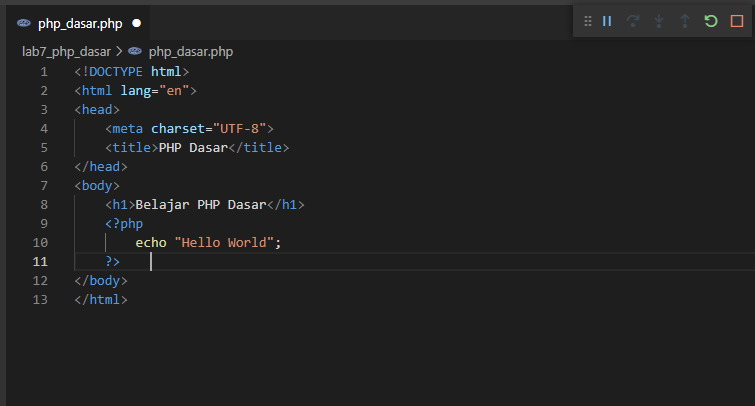 php_dasar.php
lab7_php_dasar > php_dasar.php
1 <!DOCTYPE html>
2 <html lang="en">
3 <head>
4     <meta charset="UTF-8">
5     <title>PHP Dasar</title>
6 </head>
7 <body>
8     <h1>Belajar PHP Dasar</h1>
9     <?php
10         echo "Hello World";
11     ?>
12 </body>
13 </html>